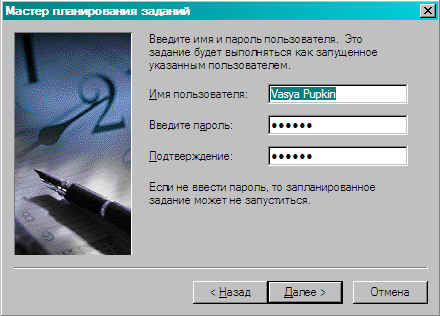 Мастер планирования заданий
Введите имя и пароль пользователя. Это
задание будет выполняться как запущенное
указанным пользователем.
Имя пользователя: Vasya Pupkin
Введите пароль: ●●●●●●
Подтверждение: ●●●●●●
Если не ввести пароль, то запланированное
задание может не запуститься.
< Назад Далее > Отмена